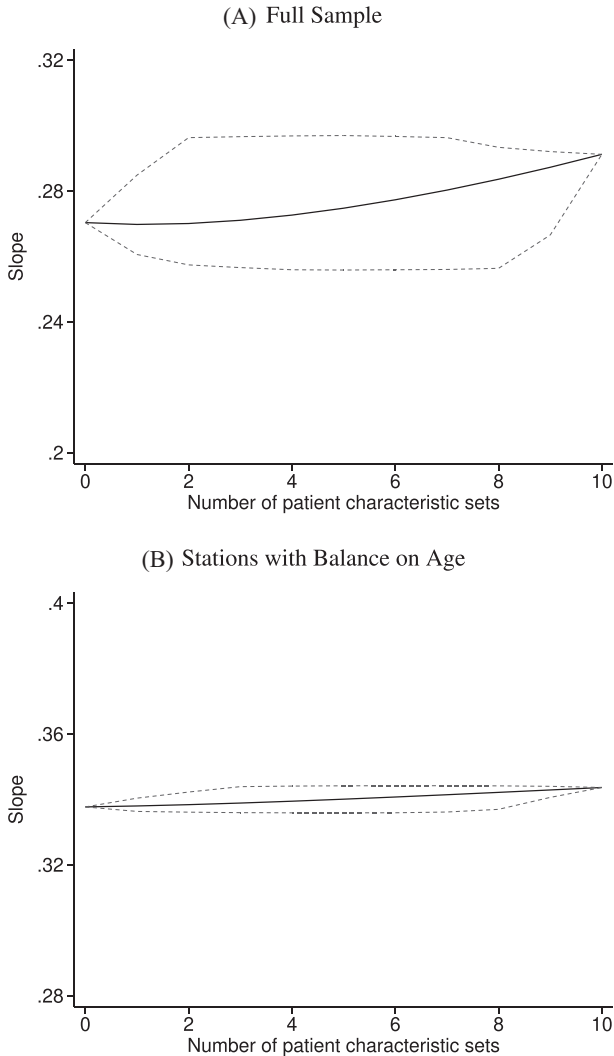 (A) Full Sample
.32
.28
.24
.2
Slope
0 2 4 6 8 10
Number of patient characteristic sets
(B) Stations with Balance on Age
.4
.36
.32
.28
Slope
0 2 4 6 8 10
Number of patient characteristic sets